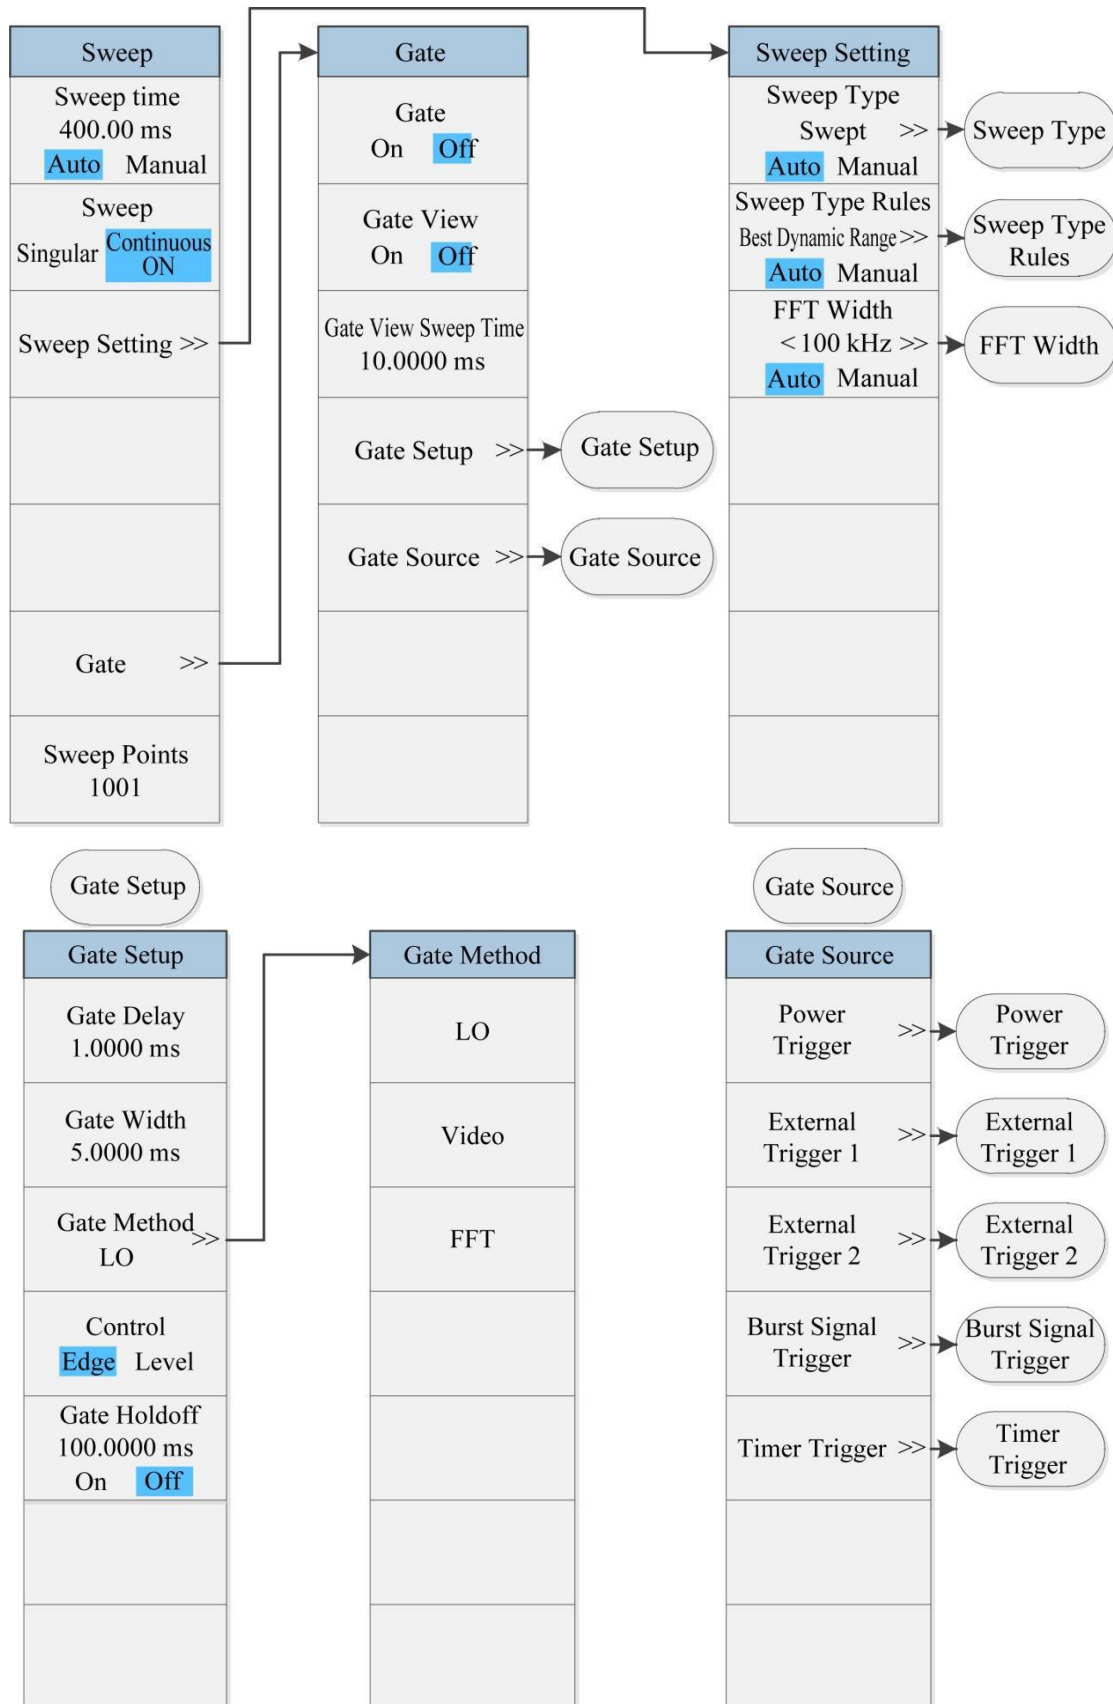 Sweep
Sweep time
400.00 ms
Auto Manual
Sweep
Singular Continuous
ON
Sweep Setting >>
Gate >>
Sweep Points
1001
Gate
Gate
On Off
Gate View
On Off
Gate View Sweep Time
10.0000 ms
Gate Setup >>
Gate Setup
Gate Source >>
Gate Source
Sweep Setting
Sweep Type
Swept >>
Auto Manual
Sweep Type
Sweep Type Rules
Best Dynamic Range >>
Auto Manual
Sweep Type
Rules
FFT Width
< 100 kHz >>
Auto Manual
FFT Width
Gate Setup
Gate Setup
Gate Delay
1.0000 ms
Gate Width
5.0000 ms
Gate Method >>
LO
Control
Edge Level
Gate Holdoff
100.0000 ms
On Off
Gate Method
LO
Video
FFT
Gate Source
Gate Source
Power
Trigger >>
Power
Trigger
External
Trigger 1 >>
External
Trigger 1
External
Trigger 2 >>
External
Trigger 2
Burst Signal
Trigger >>
Burst Signal
Trigger
Timer Trigger >>
Timer
Trigger